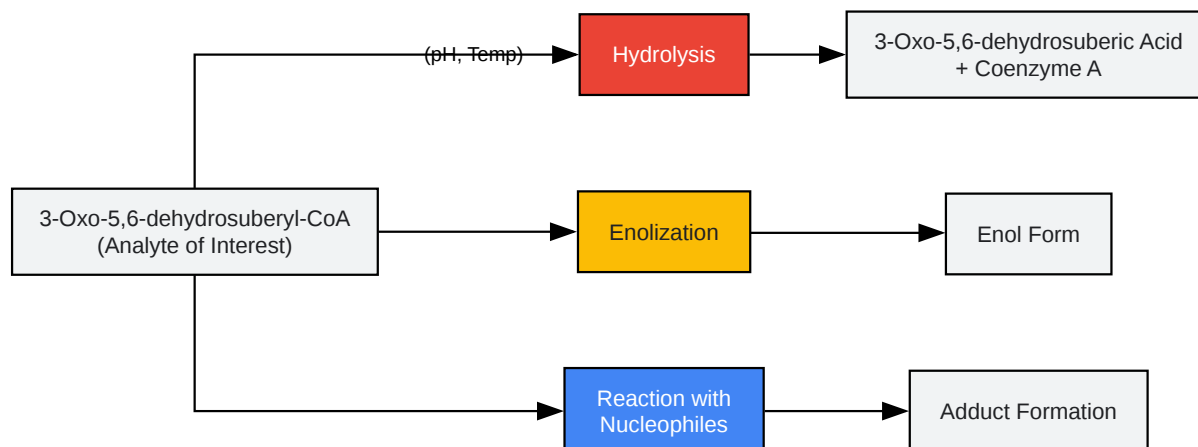 (pH, Temp)
Hydrolysis
3-Oxo-5,6-dehydrosuberic Acid
+ Coenzyme A
3-Oxo-5,6-dehydrosuberyl-CoA
(Analyte of Interest)
Enolization
Enol Form
Reaction with
Nucleophiles
Adduct Formation